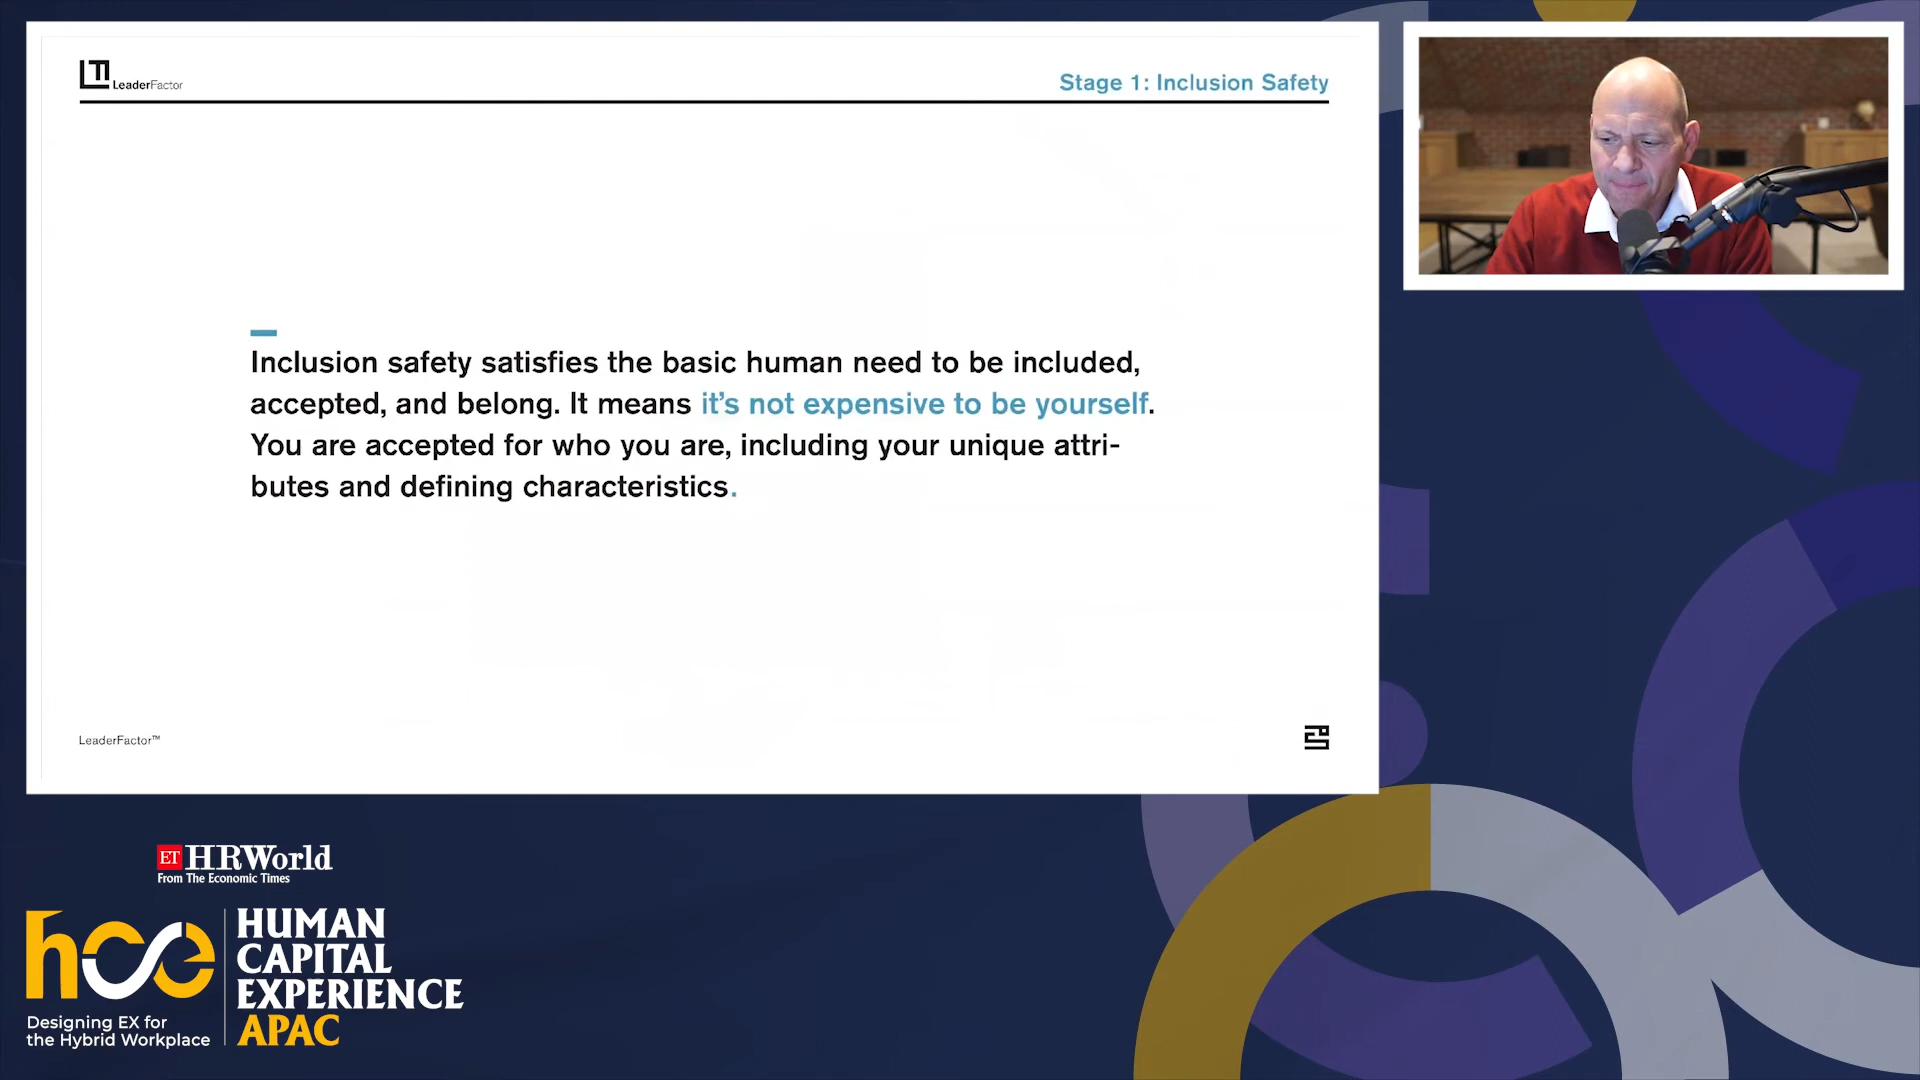 LeaderFactor
Stage 1: Inclusion Safety
Inclusion safety satisfies the basic human need to be included,
accepted, and belong. It means it's not expensive to be yourself.
You are accepted for who you are, including your unique attri-
butes and defining characteristics.
LeaderFactor™
ET HRWorld
From The Economic Times
hce
Designing EX for
the Hybrid Workplace
HUMAN
CAPITAL
EXPERIENCE
APAC